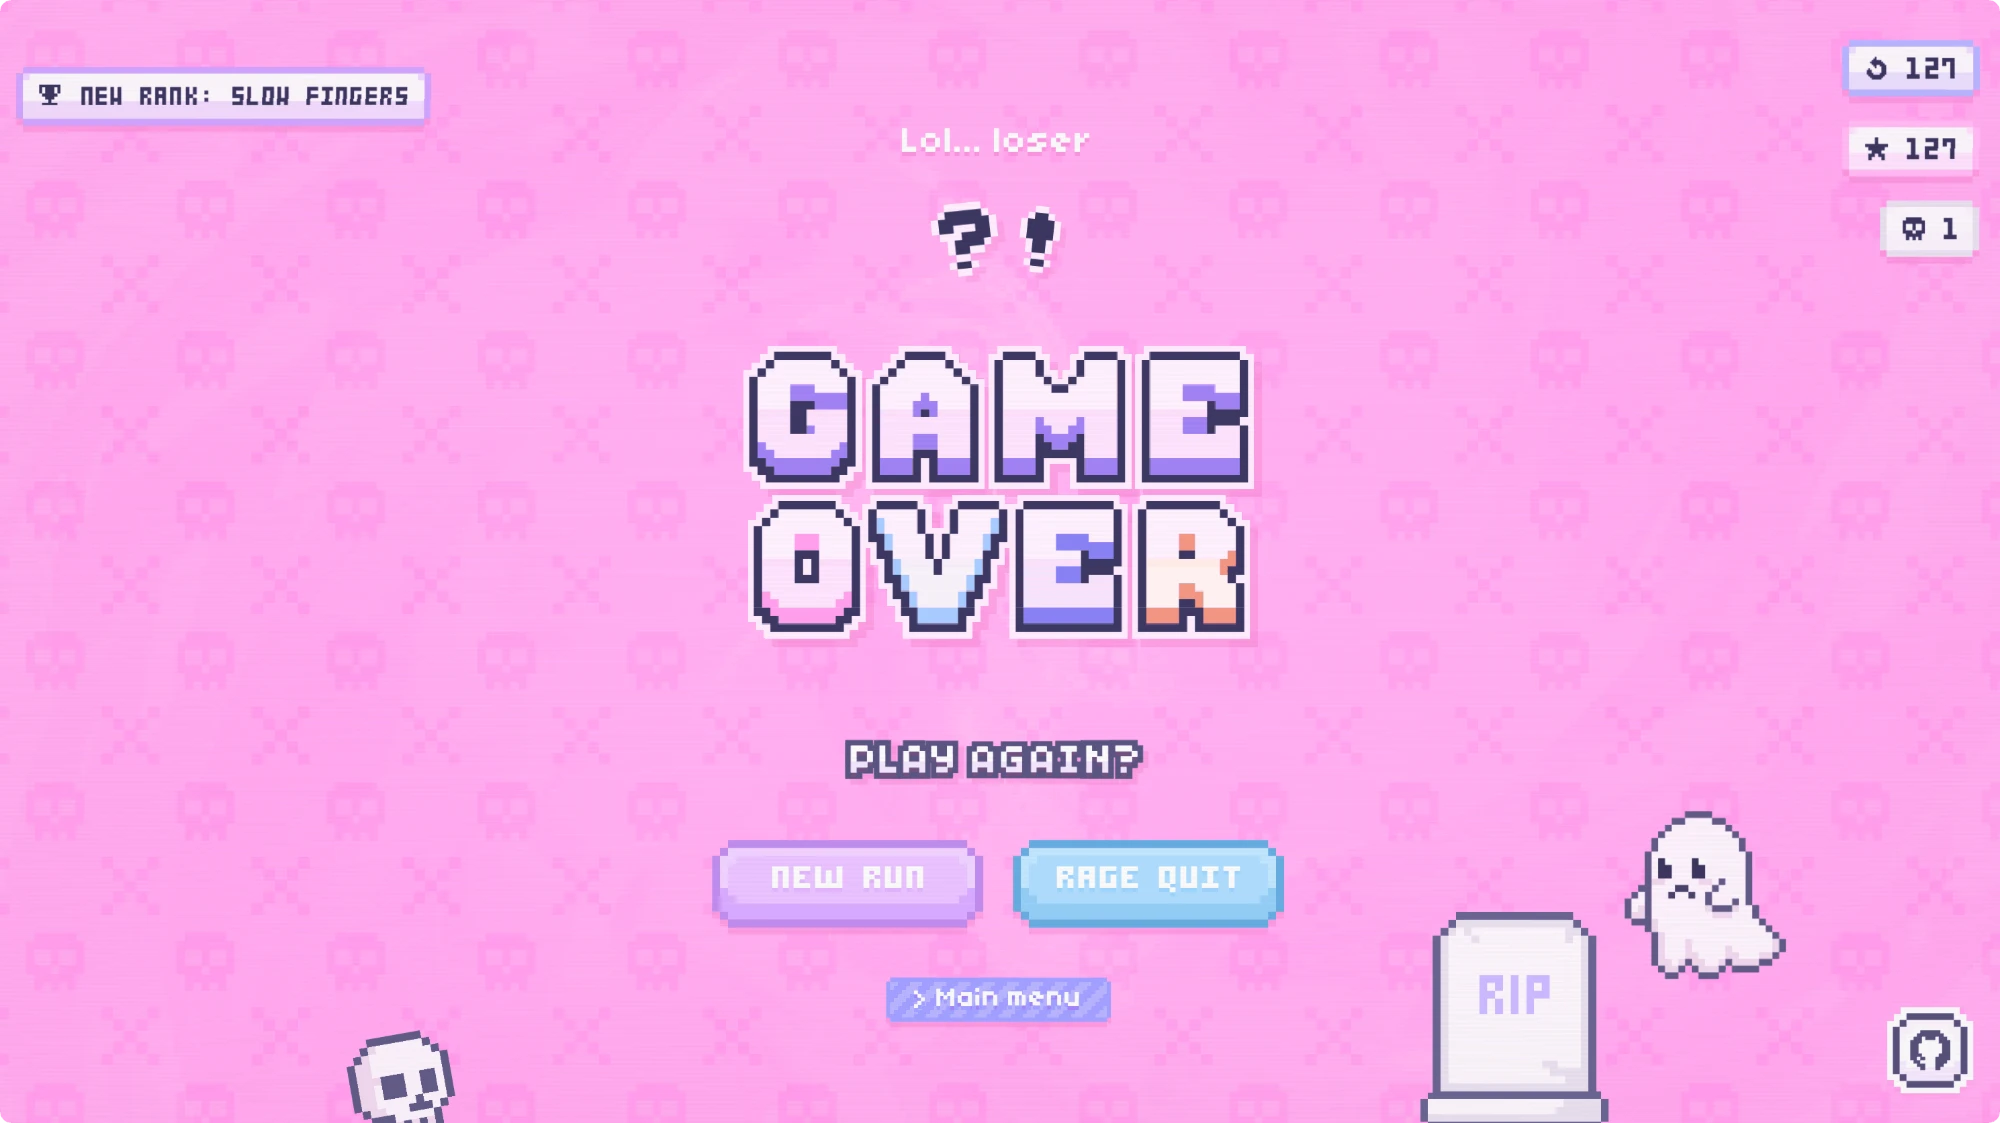 NEW RANK: SLOW FINGERS
127
127
1
Lol... loser
? !
GAME
OVER
PLAY AGAIN?
NEW RUN
RAGE QUIT
> Main menu
RIP